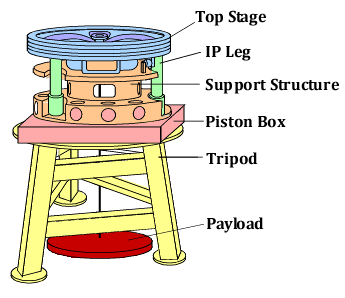 Top Stage
IP Leg
Support Structure
Piston Box
Tripod
Payload